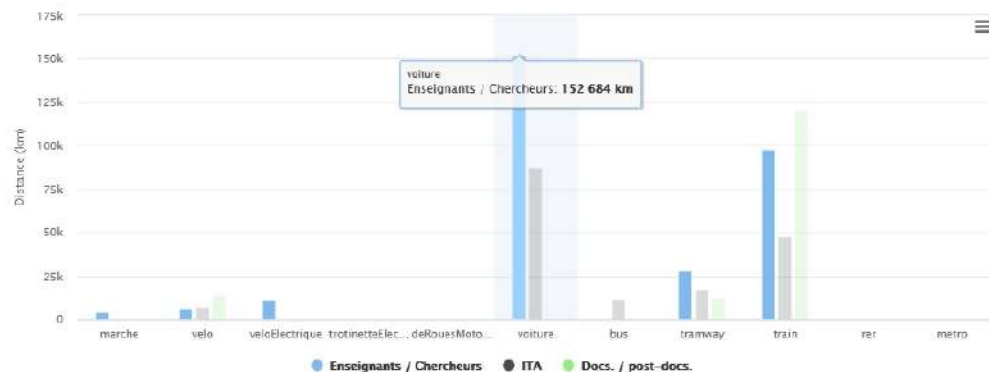 175k
150k
voiture
Enseignants / Chercheurs: 152 684 km
125k
100k
75k
50k
25k
0
Distance (km)
marche velo veloElectrique trotinetteElec... deRouesMoto... voiture bus tramway train rer metro
Enseignants / Chercheurs ITA Docs. / post-docs.